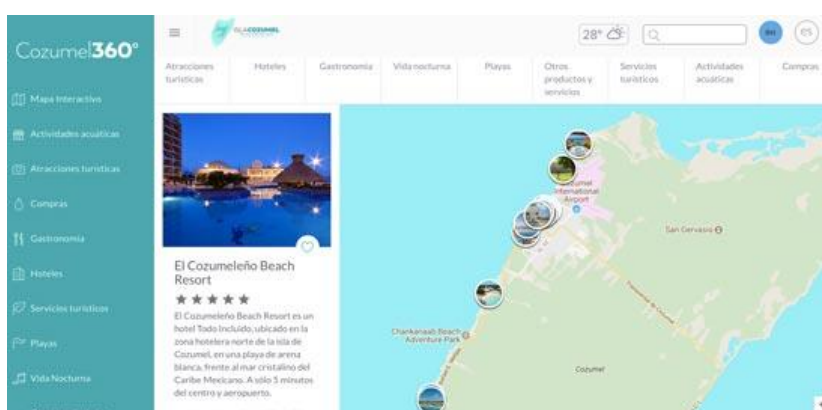 Cozumel360°
Mapa Interactivo
Actividades acuáticas
Atracciones turísticas
Compras
Gastronomía
Hoteles
Servicios turísticos
Playas
Vida Nocturna
ISLACOZUMEL
28°
es
Atracciones
turísticas
Hoteles
Gastronomía
Vida nocturna
Playas
Otros
productos y
servicios
Servicios
turísticos
Actividades
acuáticas
Compras
El Cozumeleño Beach
Resort
El Cozumeleño Beach Resort es un
hotel Todo Incluido, ubicado en la
zona hotelera norte de la isla de
Cozumel, en una playa de arena
blanca, frente al mar cristalino del
Caribe Mexicano. A sólo 5 minutos
del centro y aeropuerto.
Cozumel
International
Airport
San Gervasio
Transversal de Cozumel
Chankanaab Beach
Adventure Park
Cozumel